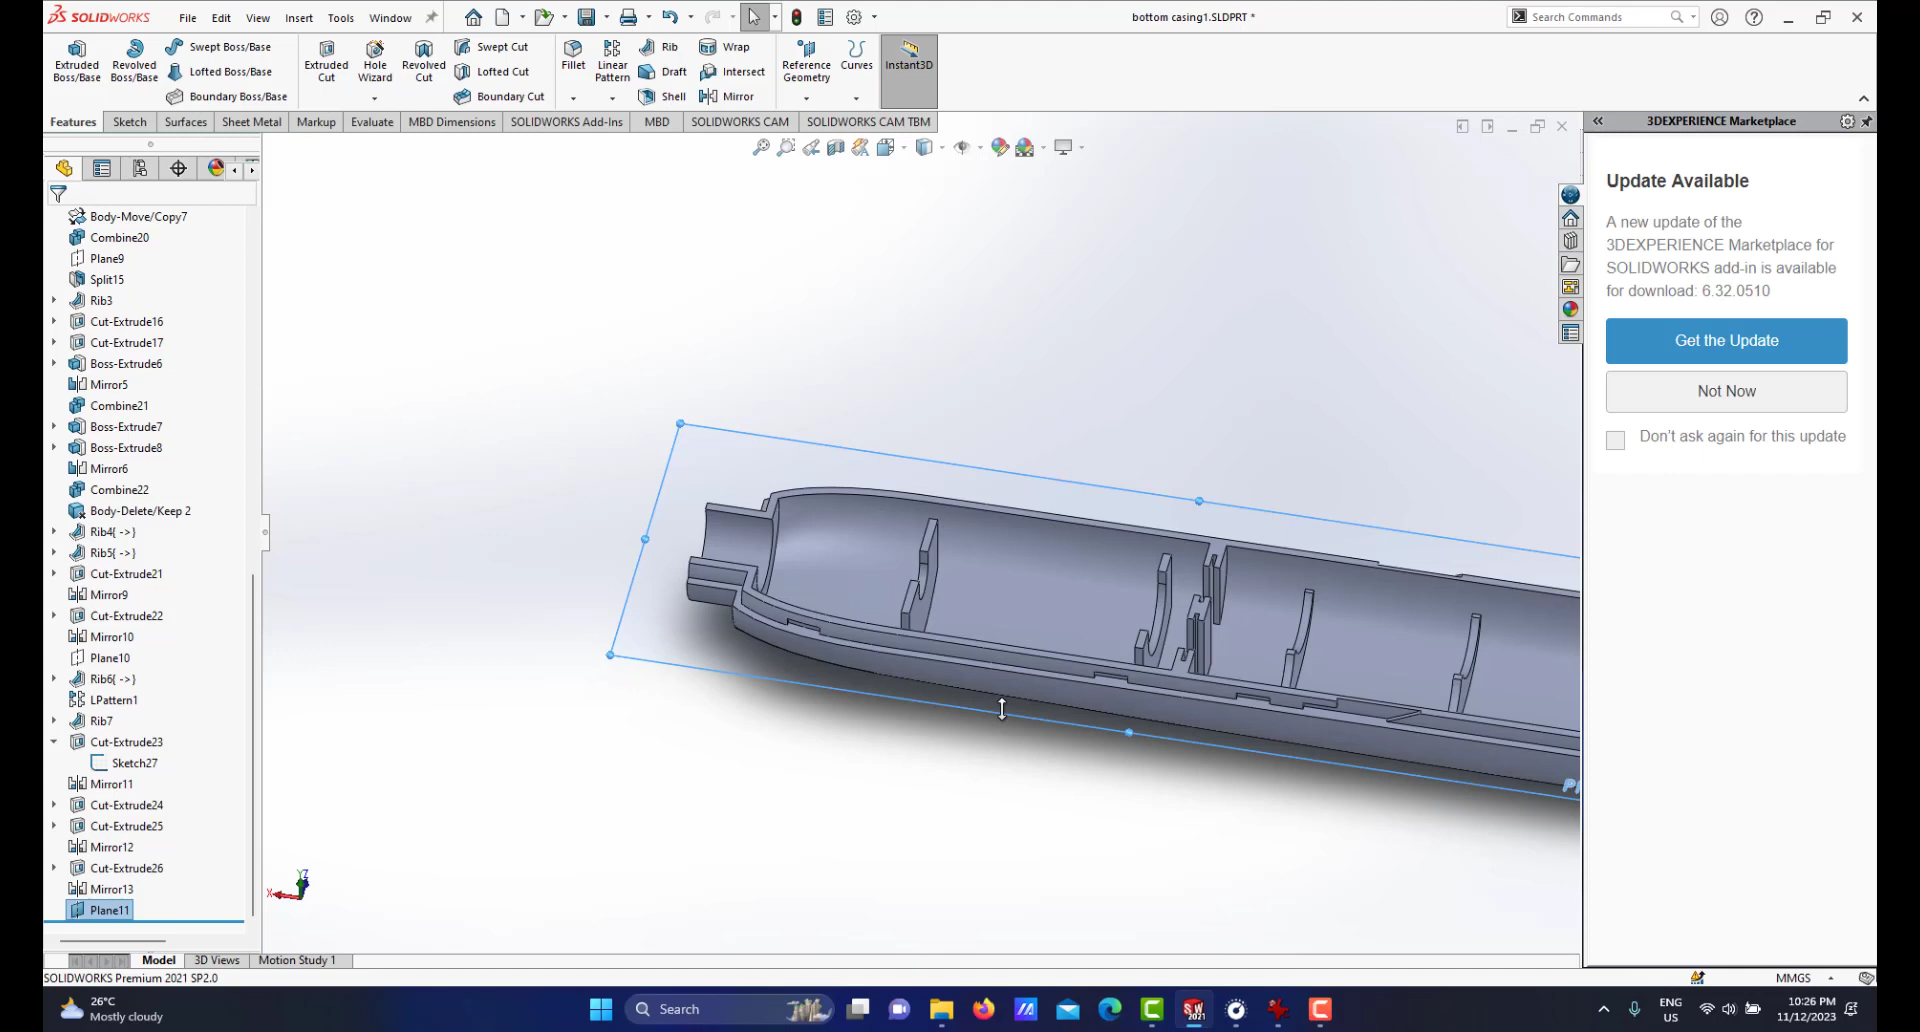 SOLIDWORKS File Edit View Insert Tools Window
bottom casing1.SLDPRT *
Search Commands
Extruded Boss/Base
Revolved Boss/Base
Swept Boss/Base
Lofted Boss/Base
Boundary Boss/Base
Extruded Cut
Hole Wizard
Revolved Cut
Swept Cut
Lofted Cut
Boundary Cut
Fillet
Linear Pattern
Rib
Draft
Shell
Wrap
Intersect
Mirror
Reference Geometry
Curves
Instant3D
Features Sketch Surfaces Sheet Metal Markup Evaluate MBD Dimensions SOLIDWORKS Add-Ins MBD SOLIDWORKS CAM SOLIDWORKS CAM TBM
Body-Move/Copy7
Combine20
Plane9
Split15
Rib3
Cut-Extrude16
Cut-Extrude17
Boss-Extrude6
Mirror5
Combine21
Boss-Extrude7
Boss-Extrude8
Mirror6
Combine22
Body-Delete/Keep 2
Rib4{ ->}
Rib5{ ->}
Cut-Extrude21
Mirror9
Cut-Extrude22
Mirror10
Plane10
Rib6{ ->}
LPattern1
Rib7
Cut-Extrude23
Sketch27
Mirror11
Cut-Extrude24
Cut-Extrude25
Mirror12
Cut-Extrude26
Mirror13
Plane11
3DEXPERIENCE Marketplace
Update Available
A new update of the
3DEXPERIENCE Marketplace for
SOLIDWORKS add-in is available
for download: 6.32.0510
Get the Update
Not Now
Don't ask again for this update
X
Y
Z
Model 3D Views Motion Study 1
SOLIDWORKS Premium 2021 SP2.0
MMGS
26°C
Mostly cloudy
Search
ENG
US
10:26 PM
11/12/2023